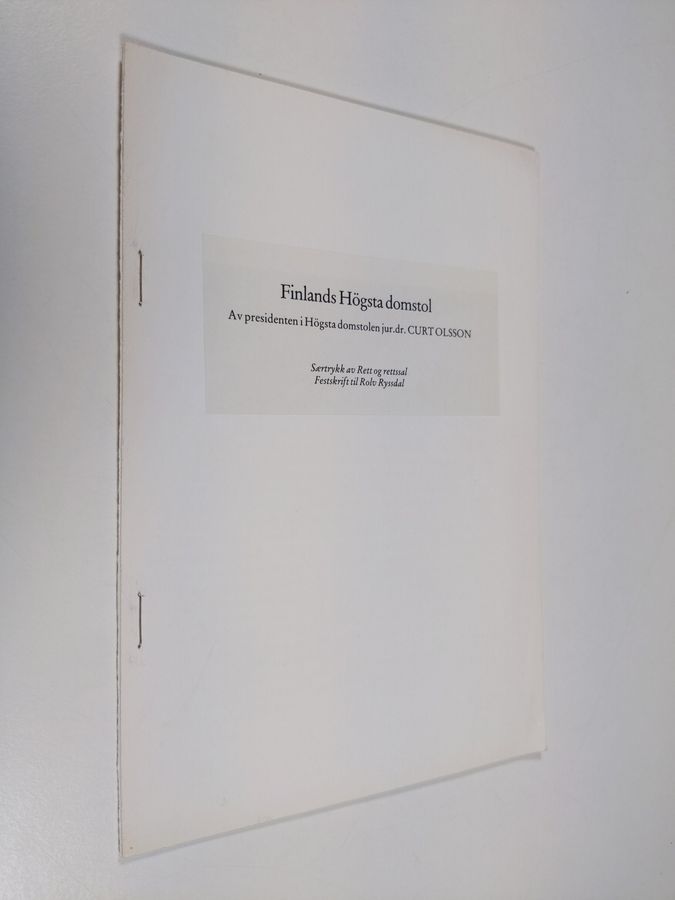 Finlands Högsta domstol
Av presidenten i Högsta domstolen jur.dr. CURT OLSSON
Særtrykk av Rett og rettssal
Festskrift til Rolv Ryssdal